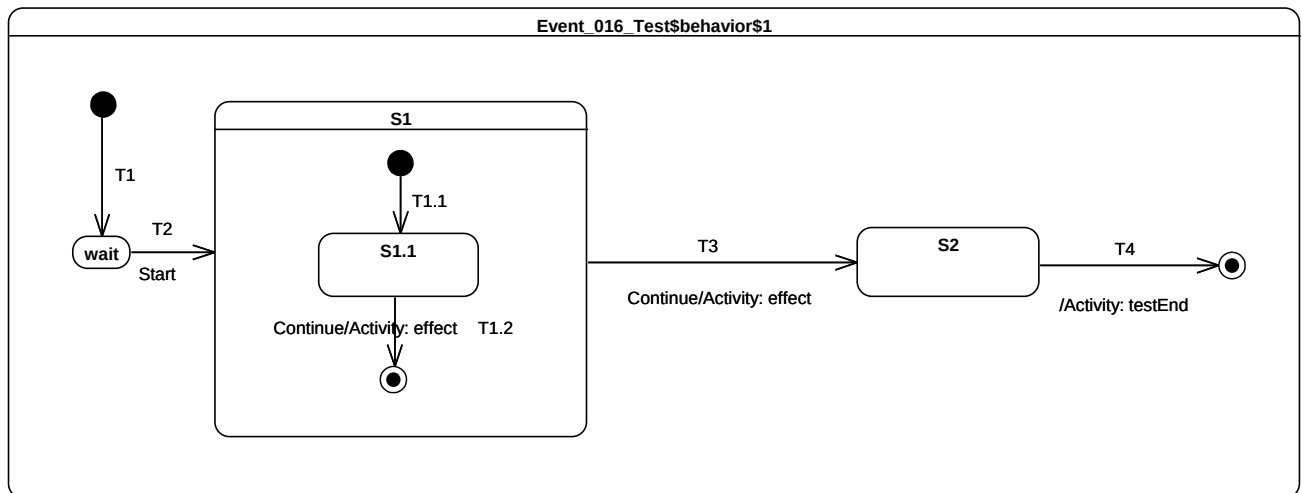 Event_016_Test$behavior$1
S1
T1
T1.1
T2
wait
Start
S1.1
T3
Continue/Activity: effect
S2
T4
/Activity: testEnd
Continue/Activity: effect
T1.2